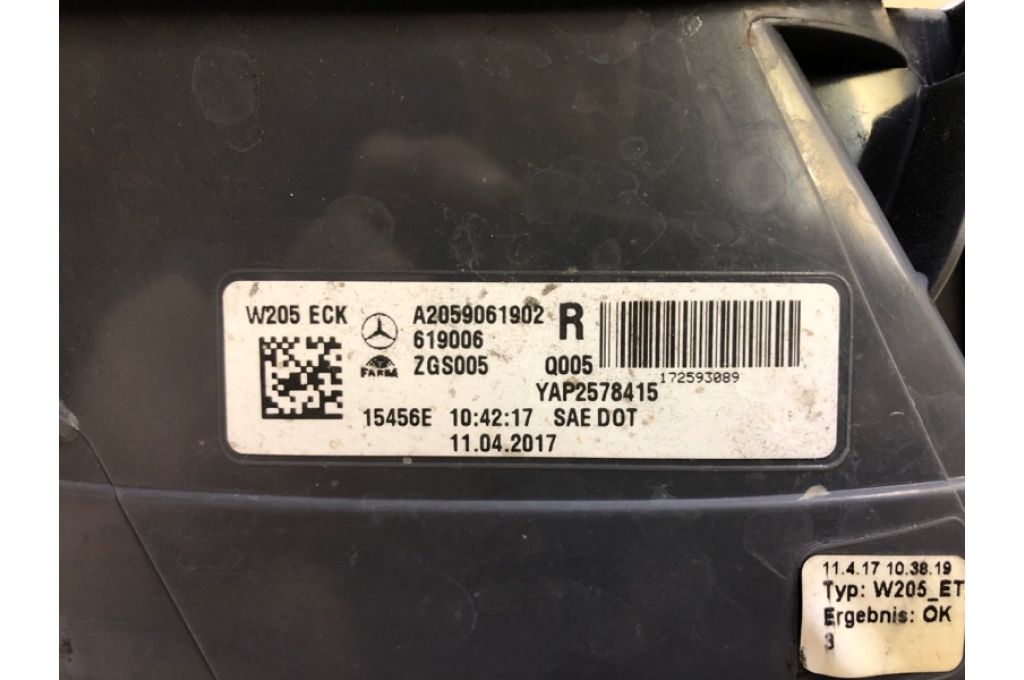 W205 ECK A2059061902 R
619006
FARBA ZGS005 Q005
172593089
YAP2578415
15456E 10:42:17 SAE DOT
11.04.2017
11.4.17 10.38.19
Typ: W205_ET
Ergebnis: OK
3